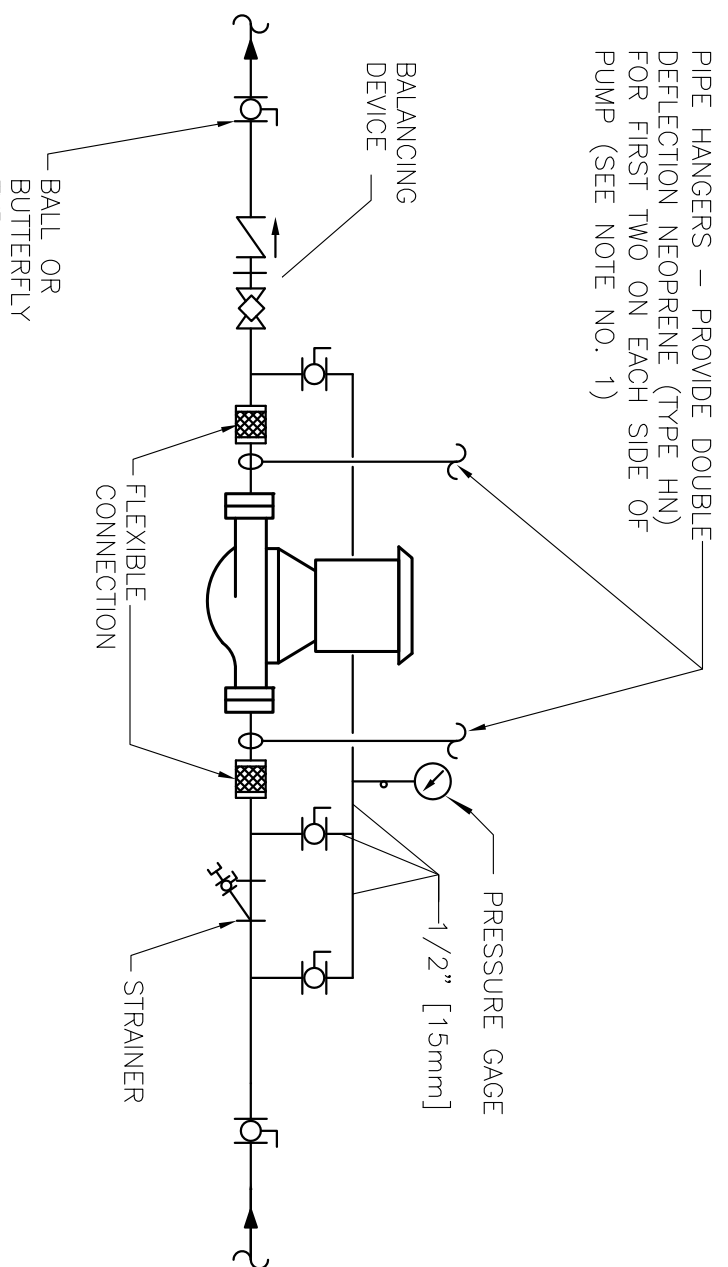 PIPE HANGERS – PROVIDE DOUBLE
DEFLECTION NEOPRENE (TYPE HN)
FOR FIRST TWO ON EACH SIDE OF
PUMP (SEE NOTE NO. 1)
PRESSURE GAGE
1/2" [15mm]
BALANCING
DEVICE
STRAINER
FLEXIBLE
CONNECTION
BALL OR
BUTTERFLY